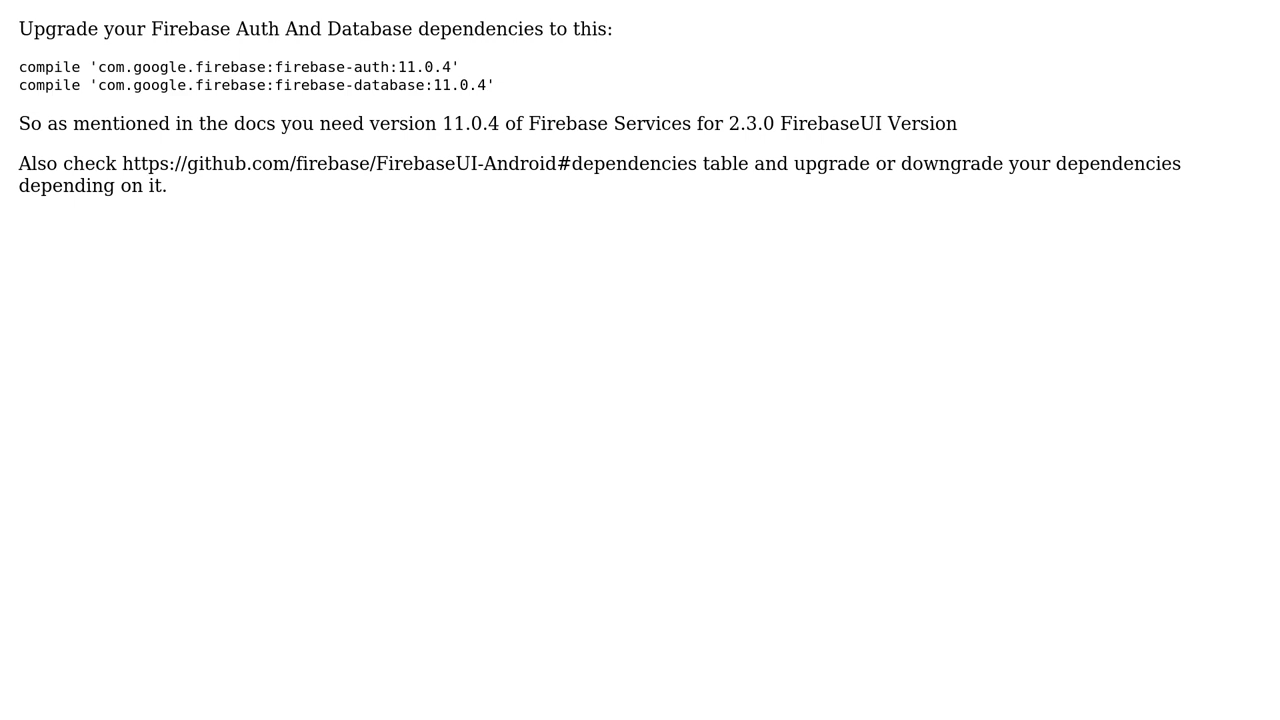 Upgrade your Firebase Auth And Database dependencies to this:
compile 'com.google.firebase:firebase-auth:11.0.4'
compile 'com.google.firebase:firebase-database:11.0.4'
So as mentioned in the docs you need version 11.0.4 of Firebase Services for 2.3.0 FirebaseUI Version
Also check https://github.com/firebase/FirebaseUI-Android#dependencies table and upgrade or downgrade your dependencies
depending on it.